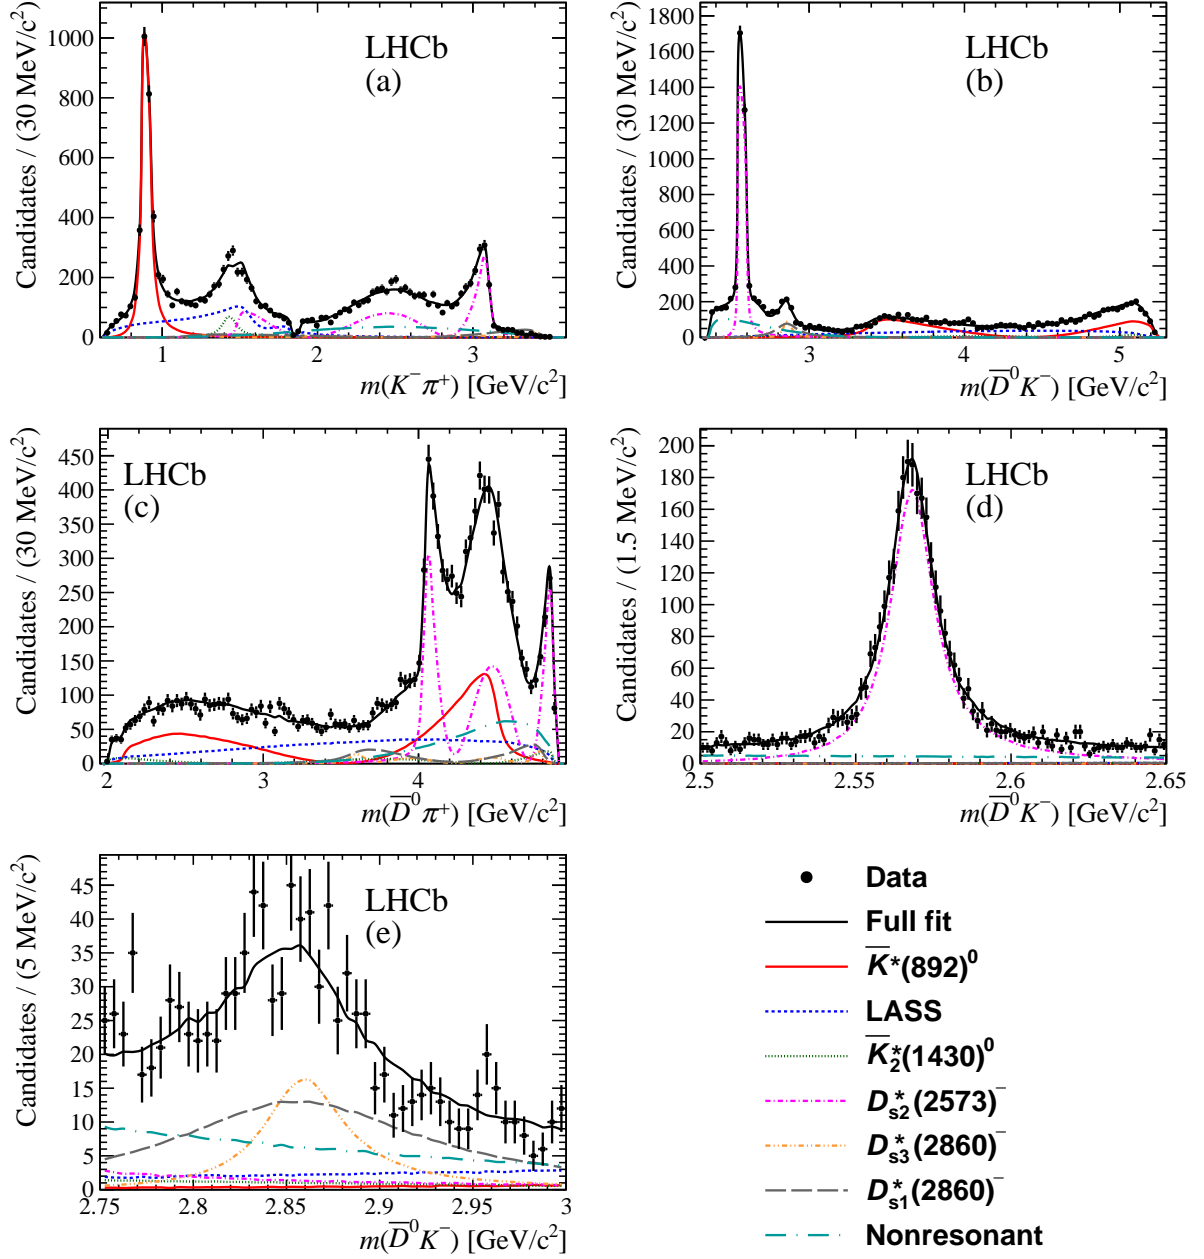 Candidates / (30 MeV/c²)
1000
800
600
400
200
0
LHCb
(a)
1 2 3
m(K⁻π⁺) [GeV/c²]
Candidates / (30 MeV/c²)
1800
1600
1400
1200
1000
800
600
400
200
0
LHCb
(b)
3 4 5
m(D̅⁰K⁻) [GeV/c²]
Candidates / (30 MeV/c²)
450
400
350
300
250
200
150
100
50
0
LHCb
(c)
2 3 4
m(D̅⁰π⁺) [GeV/c²]
Candidates / (1.5 MeV/c²)
200
180
160
140
120
100
80
60
40
20
0
LHCb
(d)
2.5 2.55 2.6 2.65
m(D̅⁰K⁻) [GeV/c²]
Candidates / (5 MeV/c²)
45
40
35
30
25
20
15
10
5
0
LHCb
(e)
2.75 2.8 2.85 2.9 2.95 3
m(D̅⁰K⁻) [GeV/c²]
Data
Full fit
K̅*(892)⁰
LASS
K̅*₂(1430)⁰
D*s2(2573)⁻
D*s3(2860)⁻
D*s1(2860)⁻
Nonresonant